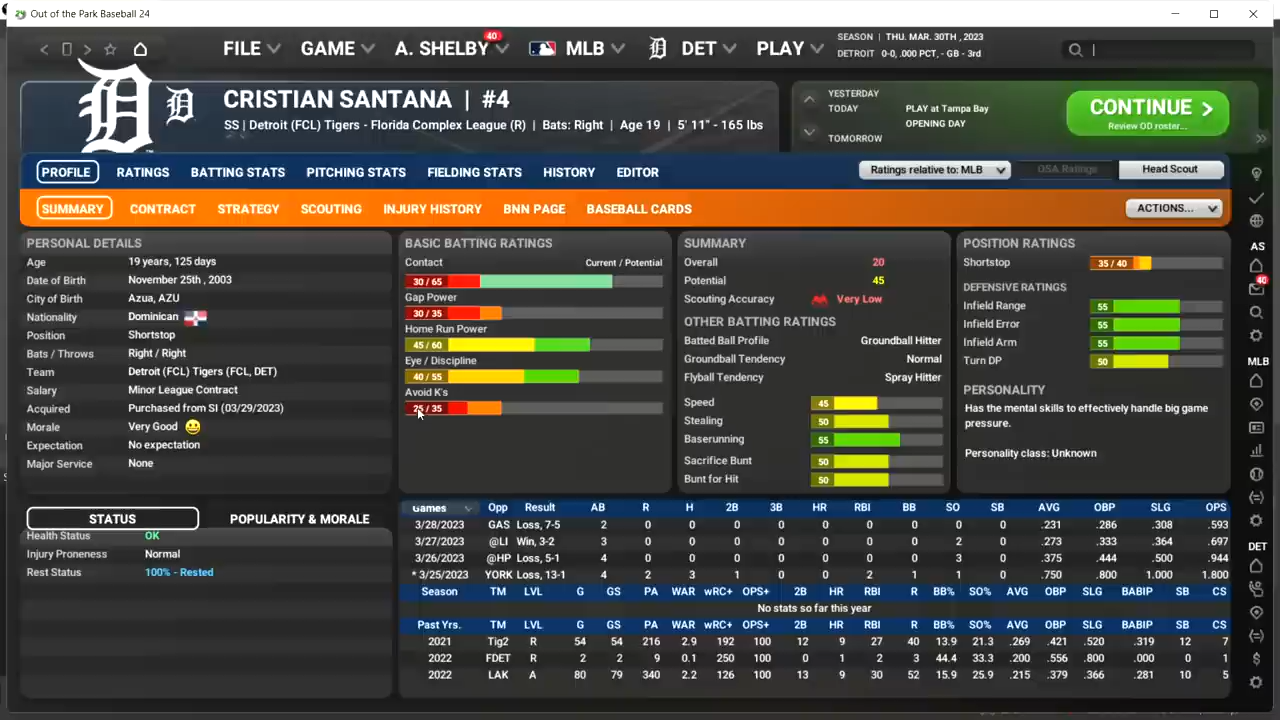 Out of the Park Baseball 24
FILE GAME A. SHELBY 40 MLB DET PLAY
SEASON | THU. MAR. 30TH , 2023
DETROIT 0-0, .000 PCT, - GB - 3rd
CRISTIAN SANTANA | #4
SS | Detroit (FCL) Tigers - Florida Complex League (R) | Bats: Right | Age 19 | 5' 11" - 165 lbs
YESTERDAY
TODAY PLAY at Tampa Bay
OPENING DAY
TOMORROW
CONTINUE
Review OD roster...
PROFILE RATINGS BATTING STATS PITCHING STATS FIELDING STATS HISTORY EDITOR
Ratings relative to: MLB OSA Ratings Head Scout
SUMMARY CONTRACT STRATEGY SCOUTING INJURY HISTORY BNN PAGE BASEBALL CARDS ACTIONS...
PERSONAL DETAILS
Age 19 years, 125 days
Date of Birth November 25th , 2003
City of Birth Azua, AZU
Nationality Dominican
Position Shortstop
Bats / Throws Right / Right
Team Detroit (FCL) Tigers (FCL, DET)
Salary Minor League Contract
Acquired Purchased from SI (03/29/2023)
Morale Very Good
Expectation No expectation
Major Service None
BASIC BATTING RATINGS
Contact Current / Potential
30 / 65
Gap Power
30 / 35
Home Run Power
45 / 60
Eye / Discipline
40 / 55
Avoid K's
25 / 35
SUMMARY
Overall 20
Potential 45
Scouting Accuracy Very Low
OTHER BATTING RATINGS
Batted Ball Profile Groundball Hitter
Groundball Tendency Normal
Flyball Tendency Spray Hitter
Speed 45
Stealing 50
Baserunning 55
Sacrifice Bunt 50
Bunt for Hit 50
POSITION RATINGS
Shortstop 35 / 40
DEFENSIVE RATINGS
Infield Range 55
Infield Error 55
Infield Arm 55
Turn DP 50
PERSONALITY
Has the mental skills to effectively handle big game
pressure.
Personality class: Unknown
AS
40
MLB
DET
STATUS POPULARITY & MORALE
Health Status OK
Injury Proneness Normal
Rest Status 100% - Rested
Games Opp Result AB R H 2B 3B HR RBI BB SO SB AVG OBP SLG OPS
3/28/2023 GAS Loss, 7-5 2 0 0 0 0 0 0 0 0 0 .231 .286 .308 .593
3/27/2023 @LI Win, 3-2 3 0 0 0 0 0 0 0 2 0 .273 .333 .364 .697
3/26/2023 @HP Loss, 5-1 4 0 0 0 0 0 0 0 3 0 .375 .444 .500 .944
* 3/25/2023 YORK Loss, 13-1 4 2 3 1 0 0 2 1 1 0 .750 .800 1.000 1.800
Season TM LVL G GS PA WAR wRC+ OPS+ 2B HR RBI R BB% SO% AVG OBP SLG BABIP SB CS
No stats so far this year
Past Yrs. TM LVL G GS PA WAR wRC+ OPS+ 2B HR RBI R BB% SO% AVG OBP SLG BABIP SB CS
2021 Tig2 R 54 54 216 2.9 192 100 12 9 27 40 13.9 21.3 .269 .421 .520 .319 12 7
2022 FDET R 2 2 9 0.1 250 100 0 1 2 3 44.4 33.3 .200 .556 .800 .000 0 1
2022 LAK A 80 79 340 2.2 126 100 13 9 30 52 15.9 25.9 .215 .379 .366 .281 10 5